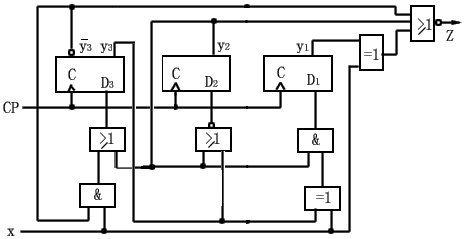 ≥1
Z
ȳ3 y3 y2 y1
=1
C D3 C D2 C D1
CP
≥1 ≥1 &
& =1
x